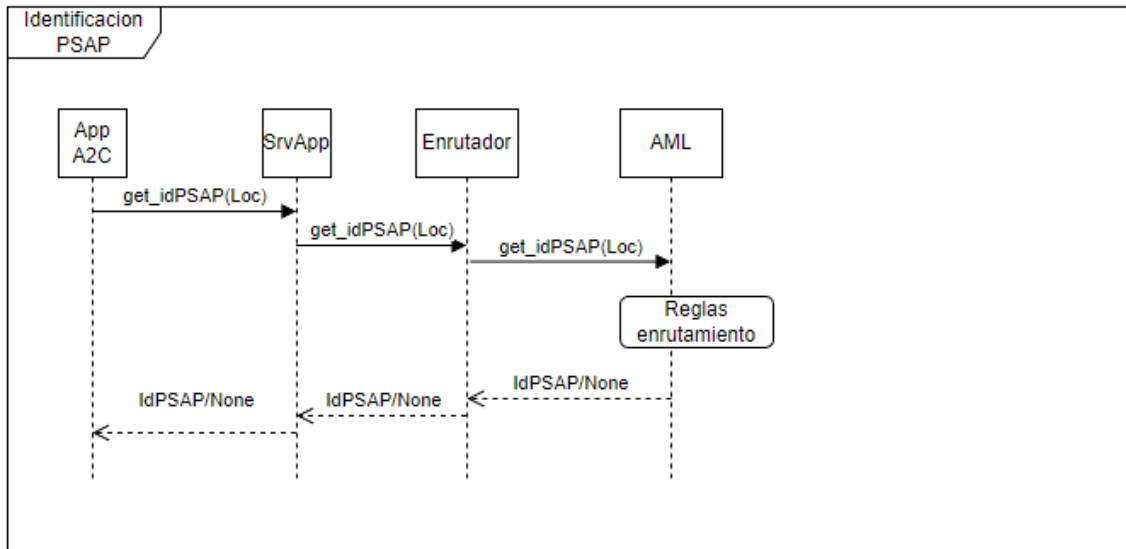 Identificacion
PSAP
App
A2C
SrvApp
Enrutador
AML
get_idPSAP(Loc)
get_idPSAP(Loc)
get_idPSAP(Loc)
Reglas
enrutamiento
IdPSAP/None
IdPSAP/None
IdPSAP/None